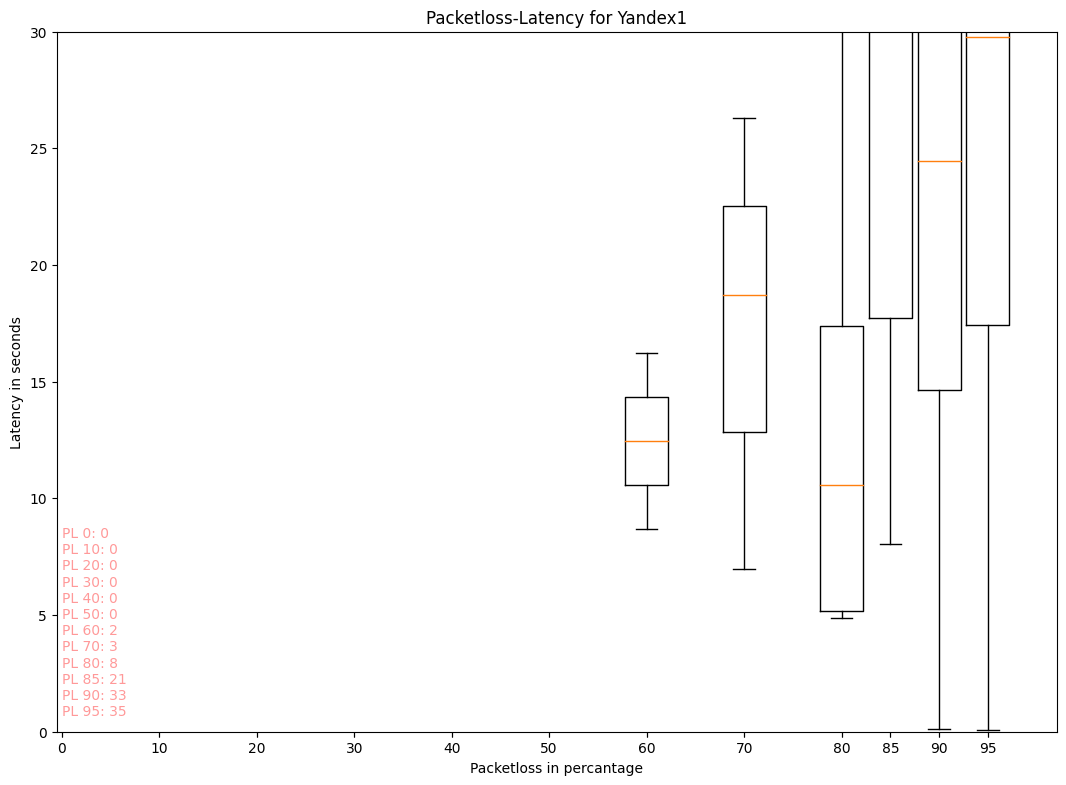 Packetloss-Latency for Yandex1
30
25
20
15
10
5
0
Latency in seconds
PL 0: 0
PL 10: 0
PL 20: 0
PL 30: 0
PL 40: 0
PL 50: 0
PL 60: 2
PL 70: 3
PL 80: 8
PL 85: 21
PL 90: 33
PL 95: 35
0 10 20 30 40 50 60 70 80 85 90 95
Packetloss in percantage